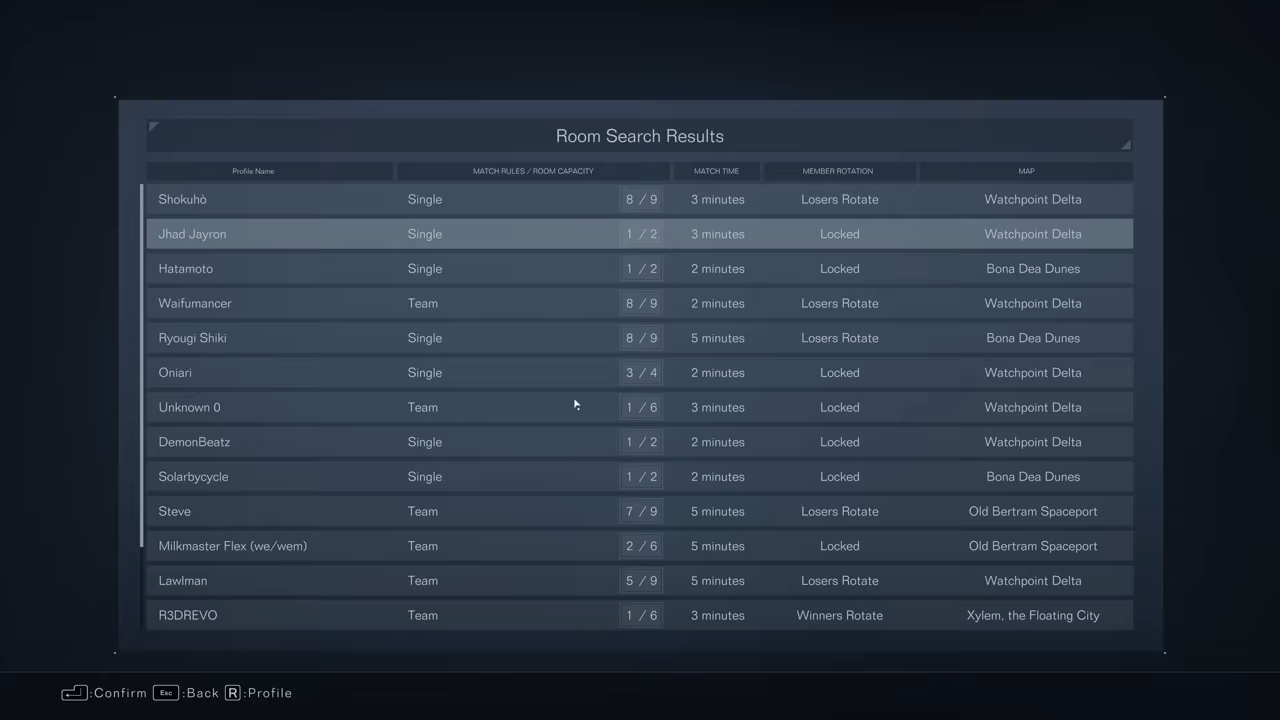 Room Search Results
Profile Name MATCH RULES / ROOM CAPACITY MATCH TIME MEMBER ROTATION MAP
Shokuhò Single 8 / 9 3 minutes Losers Rotate Watchpoint Delta
Jhad Jayron Single 1 / 2 3 minutes Locked Watchpoint Delta
Hatamoto Single 1 / 2 2 minutes Locked Bona Dea Dunes
Waifumancer Team 8 / 9 2 minutes Losers Rotate Watchpoint Delta
Ryougi Shiki Single 8 / 9 5 minutes Losers Rotate Bona Dea Dunes
Oniari Single 3 / 4 2 minutes Locked Watchpoint Delta
Unknown 0 Team 1 / 6 3 minutes Locked Watchpoint Delta
DemonBeatz Single 1 / 2 2 minutes Locked Watchpoint Delta
Solarbycycle Single 1 / 2 2 minutes Locked Bona Dea Dunes
Steve Team 7 / 9 5 minutes Losers Rotate Old Bertram Spaceport
Milkmaster Flex (we/wem) Team 2 / 6 5 minutes Locked Old Bertram Spaceport
Lawlman Team 5 / 9 5 minutes Losers Rotate Watchpoint Delta
R3DREVO Team 1 / 6 3 minutes Winners Rotate Xylem, the Floating City
:Confirm Esc :Back R :Profile